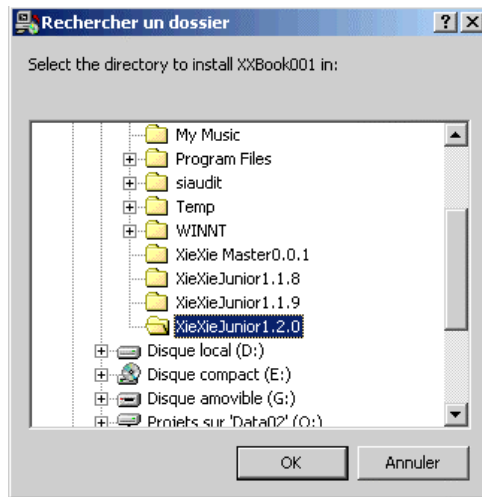 Rechercher un dossier
Select the directory to install XXBook001 in:
My Music
Program Files
siaudit
Temp
WINNT
XieXie Master0.0.1
XieXieJunior1.1.8
XieXieJunior1.1.9
XieXieJunior1.2.0
Disque local (D:)
Disque compact (E:)
Disque amovible (G:)
Projets sur 'Data02' (O:)
OK Annuler